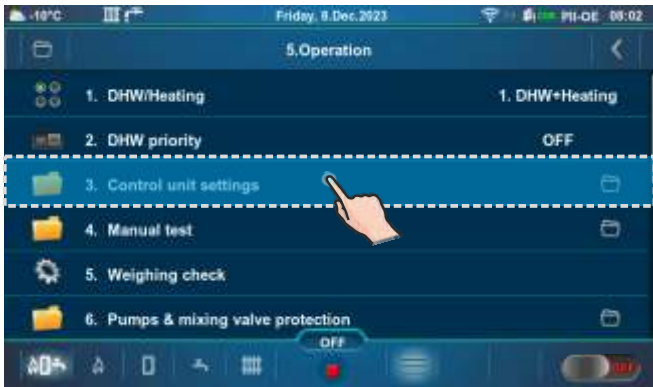 -10°C Friday, 8.Dec.2023 PII-OE 08:02
5.Operation
1. DHW/Heating 1. DHW+Heating
2. DHW priority OFF
3. Control unit settings
4. Manual test
5. Weighing check
6. Pumps & mixing valve protection
OFF
OFF